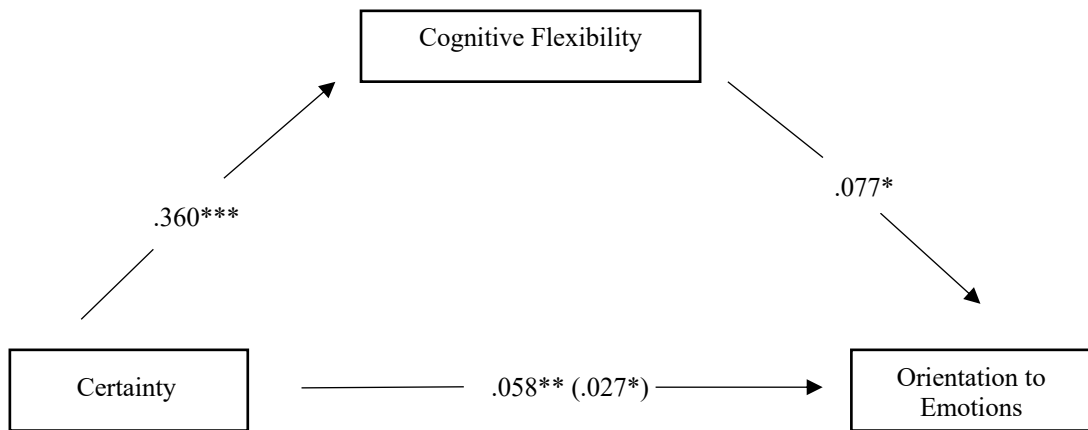 Cognitive Flexibility
.360***
.077*
Certainty
.058** (.027*)
Orientation to
Emotions